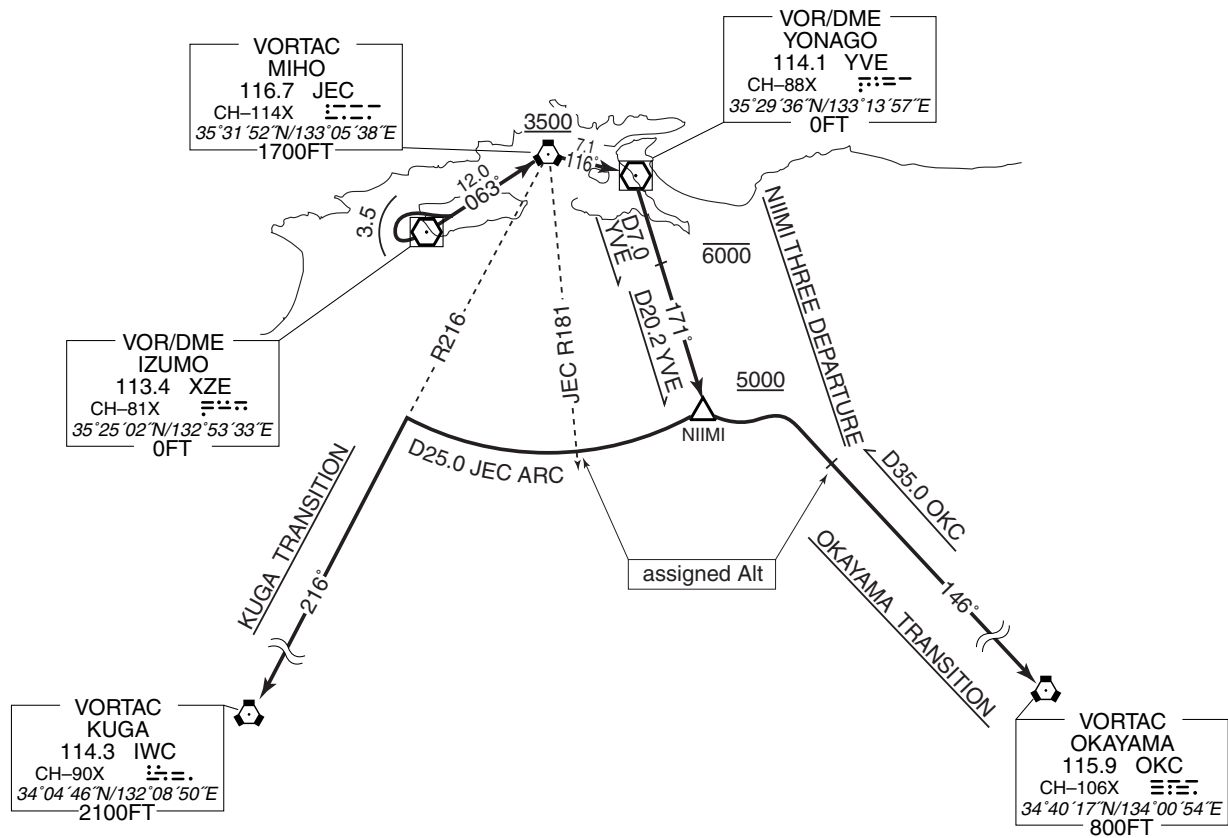 VORTAC
MIHO
116.7 JEC
CH–114X
35°31´52˝N/133°05´38˝E
1700FT
VOR/DME
YONAGO
114.1 YVE
CH–88X
35°29´36˝N/133°13´57˝E
0FT
3500
7.1
116°
12.0
063°
3.5
D7.0
YVE
6000
NIIMI THREE DEPARTURE
171°
D20.2 YVE
R216
JEC R181
VOR/DME
IZUMO
113.4 XZE
CH–81X
35°25´02˝N/132°53´33˝E
0FT
5000
NIIMI
D25.0 JEC ARC
D35.0 OKC
KUGA TRANSITION
216°
assigned Alt
146°
OKAYAMA TRANSITION
VORTAC
KUGA
114.3 IWC
CH–90X
34°04´46˝N/132°08´50˝E
2100FT
VORTAC
OKAYAMA
115.9 OKC
CH–106X
34°40´17˝N/134°00´54˝E
800FT